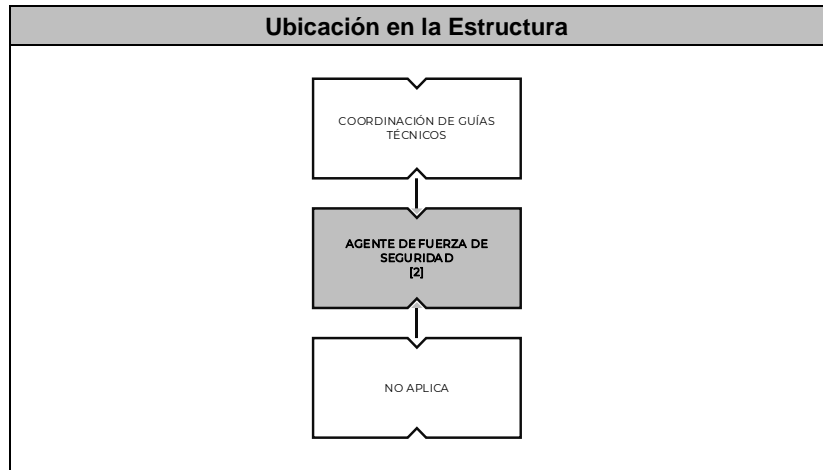 Ubicación en la Estructura
COORDINACIÓN DE GUÍAS
TÉCNICOS
AGENTE DE FUERZA DE
SEGURIDAD
[2]
NO APLICA